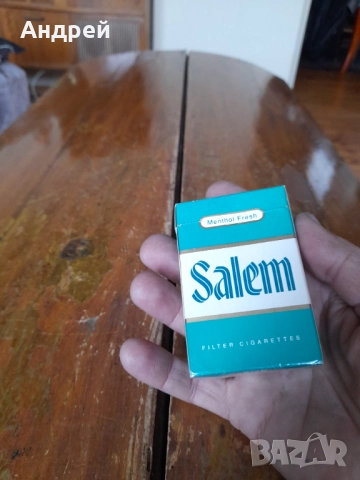 Андрей
Menthol Fresh
Salem
FILTER CIGARETTES
BAZAR